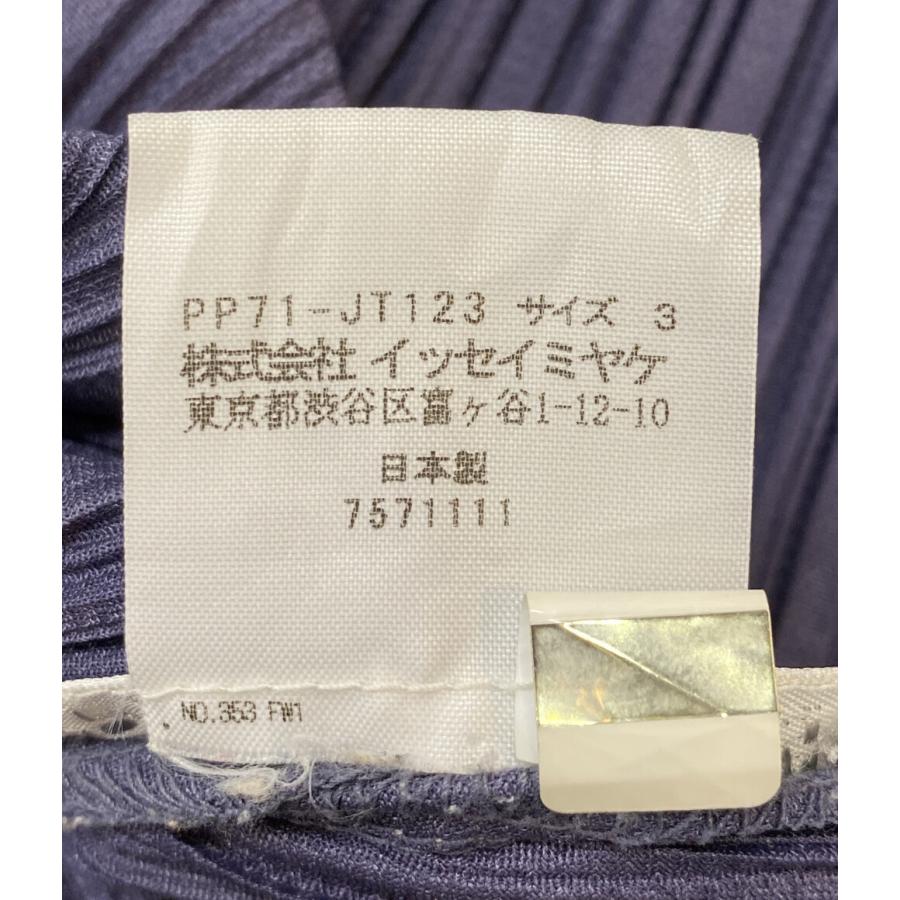 PP71-JT123 サイズ 3
株式会社 イッセイミヤケ
東京都渋谷区富ヶ谷1-12-10
日本製
7571111
NO.353 FW1